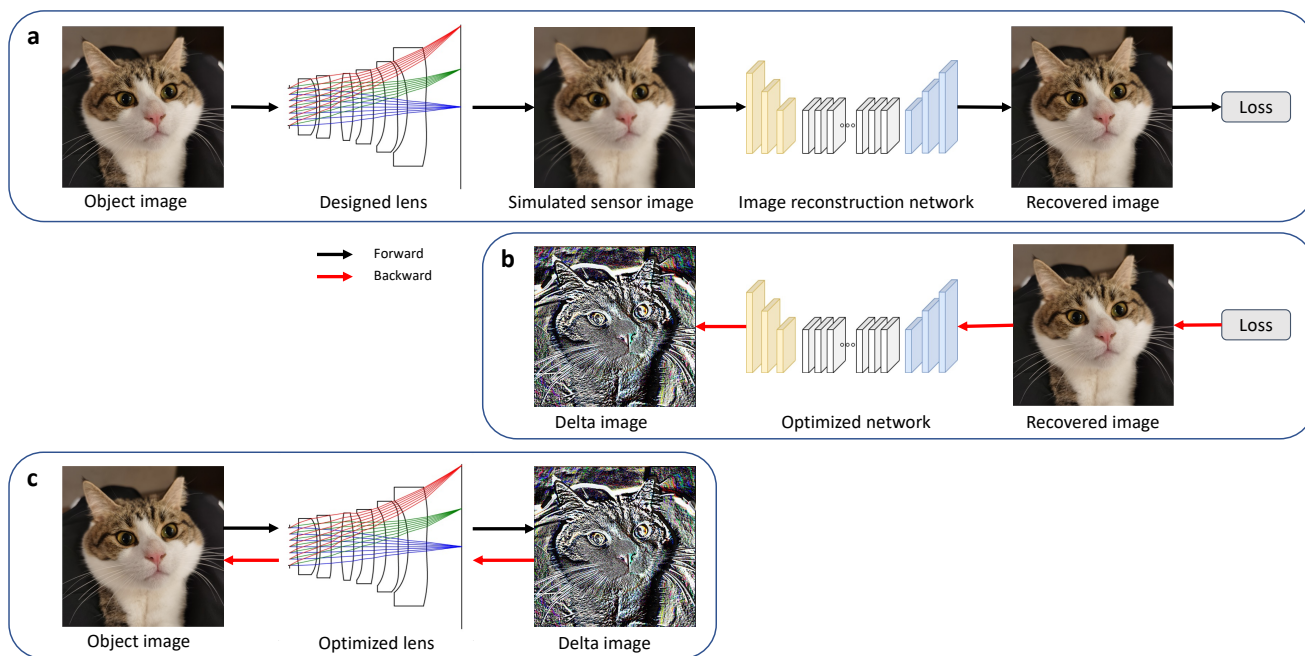 a
Loss
Object image
Designed lens
Simulated sensor image
Image reconstruction network
Recovered image
Forward
Backward
b
Loss
Delta image
Optimized network
Recovered image
c
Object image
Optimized lens
Delta image